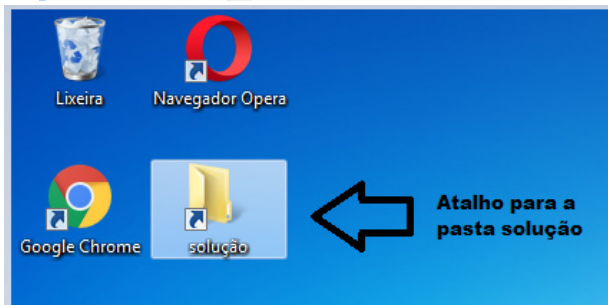 Lixeira
Navegador Opera
Google Chrome
solução
Atalho para a
pasta solução